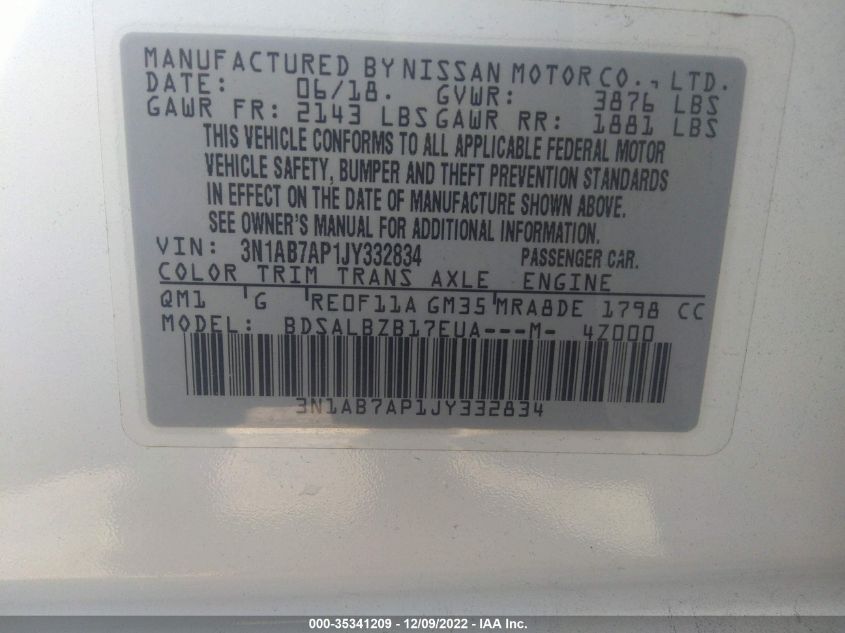 MANUFACTURED BY NISSAN MOTOR CO., LTD.
DATE: 06/18. GVWR: 3876 LBS
GAWR FR: 2143 LBS GAWR RR: 1881 LBS
THIS VEHICLE CONFORMS TO ALL APPLICABLE FEDERAL MOTOR
VEHICLE SAFETY, BUMPER AND THEFT PREVENTION STANDARDS
IN EFFECT ON THE DATE OF MANUFACTURE SHOWN ABOVE.
SEE OWNER'S MANUAL FOR ADDITIONAL INFORMATION.
VIN: 3N1AB7AP1JY332834 PASSENGER CAR.
COLOR TRIM TRANS AXLE ENGINE
QM1 G RE0F11A GM35 MRA8DE 1798 CC
MODEL: BDSALBZB17EUA---M- 4Z000
3N1AB7AP1JY332834
000-35341209 - 12/09/2022 - IAA Inc.